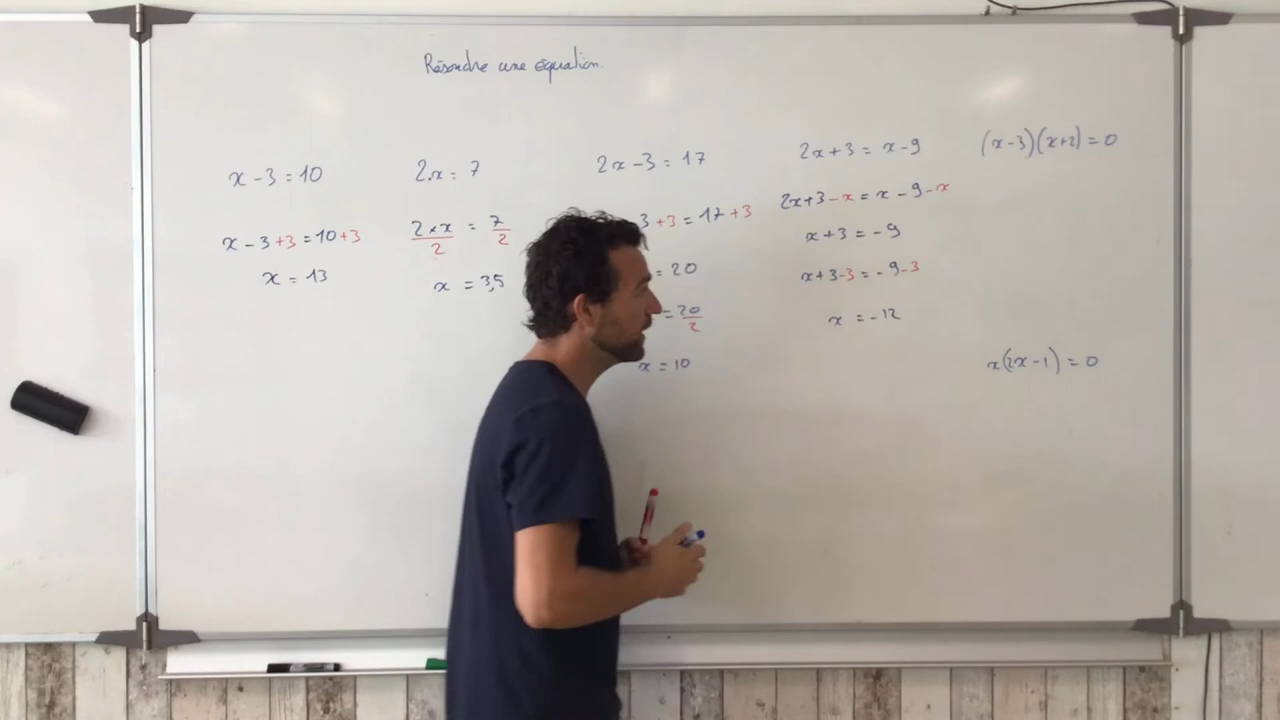 Résoudre une équation.
x - 3 = 10
x - 3 + 3 = 10 + 3
x = 13
2x = 7
2 × x / 2 = 7 / 2
x = 3,5
2x - 3 = 17
3 + 3 = 17 + 3
= 20
= 20 / 2
x = 10
2x + 3 = x - 9
2x + 3 - x = x - 9 - x
x + 3 = -9
x + 3 - 3 = -9 - 3
x = -12
(x - 3)(x + 2) = 0
x(2x - 1) = 0